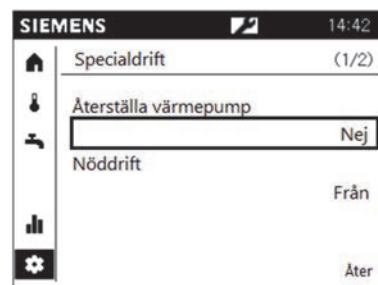 SIEMENS 14:42
Specialdrift (1/2)
Återställa värmepump
Nej
Nöddrift
Från
Åter